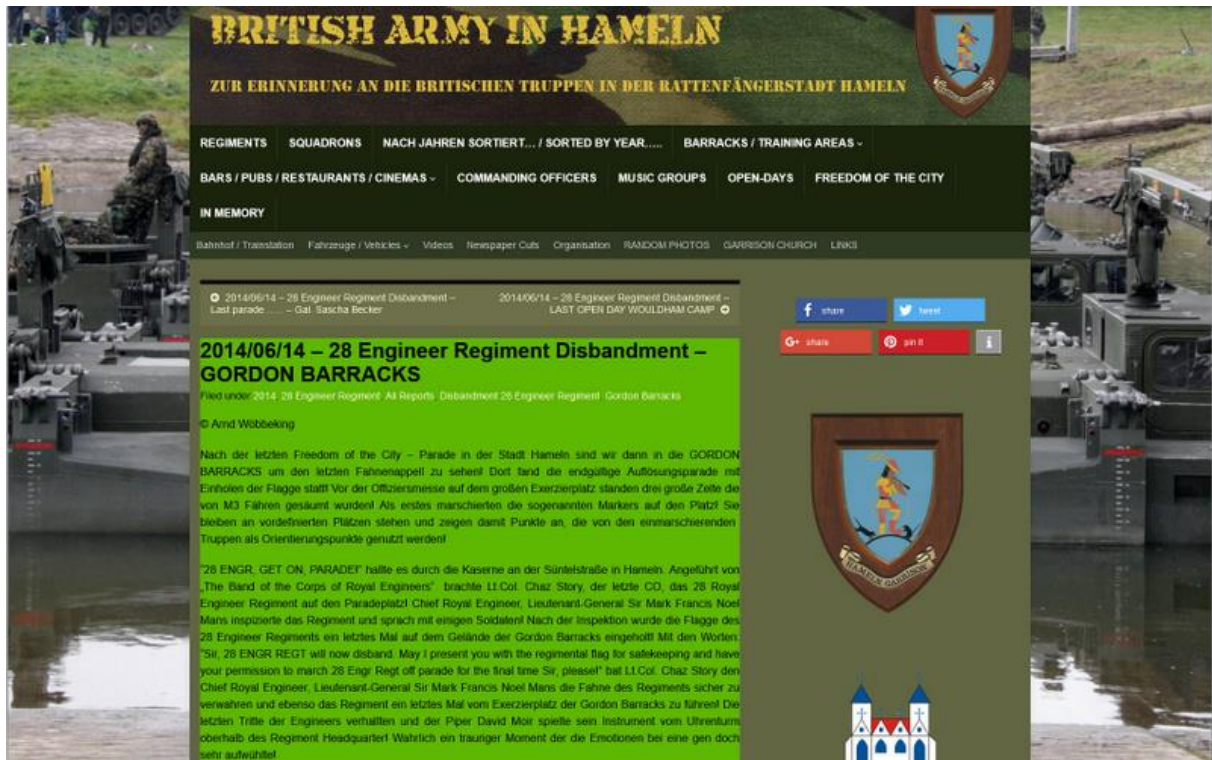 BRITISH ARMY IN HAMELN
ZUR ERINNERUNG AN DIE BRITISCHEN TRUPPEN IN DER RATTENFÄNGERSTADT HAMELN
REGIMENTS SQUADRONS NACH JAHREN SORTIERT... / SORTED BY YEAR..... BARRACKS / TRAINING AREAS
BARS / PUBS / RESTAURANTS / CINEMAS COMMANDING OFFICERS MUSIC GROUPS OPEN-DAYS FREEDOM OF THE CITY
IN MEMORY
Bahnhof / Trainstation Fahrzeuge / Vehicles Videos Newspaper Cuts Organisation RANDOM PHOTOS GARRISON CHURCH LINKS
2014/06/14 – 28 Engineer Regiment Disbandment –
Last parade ..... – Gal. Sascha Becker
2014/06/14 – 28 Engineer Regiment Disbandment –
LAST OPEN DAY WOULDHAM CAMP
share
tweet
G+ share
pin it
2014/06/14 – 28 Engineer Regiment Disbandment –
GORDON BARRACKS
Filed under 2014, 28 Engineer Regiment, All Reports, Disbandment 28 Engineer Regiment, Gordon Barracks
© Arnd Wöbbeking
Nach der letzten Freedom of the City – Parade in der Stadt Hameln sind wir dann in die GORDON
BARRACKS um den letzten Fahnenappell zu sehen! Dort fand die endgültige Auflösungsparade mit
Einholen der Flagge statt! Vor der Offiziersmesse auf dem großen Exerzierplatz standen drei große Zelte die
von M3 Fähren gesäumt wurden! Als erstes marschierten die sogenannten Markers auf den Platz! Sie
bleiben an vordefinierten Plätzen stehen und zeigen damit Punkte an, die von den einmarschierenden
Truppen als Orientierungspunkte genutzt werden!
"28 ENGR, GET ON, PARADE!" hallte es durch die Kaserne an der Süntelstraße in Hameln. Angeführt von
„The Band of the Corps of Royal Engineers" brachte Lt.Col. Chaz Story, der letzte CO, das 28 Royal
Engineer Regiment auf den Paradeplatz! Chief Royal Engineer, Lieutenant-General Sir Mark Francis Noel
Mans inspizierte das Regiment und sprach mit einigen Soldaten! Nach der Inspektion wurde die Flagge des
28 Engineer Regiments ein letztes Mal auf dem Gelände der Gordon Barracks eingeholt! Mit den Worten:
"Sir, 28 ENGR REGT will now disband. May I present you with the regimental flag for safekeeping and have
your permission to march 28 Engr Regt off parade for the final time Sir, please!" bat Lt.Col. Chaz Story den
Chief Royal Engineer, Lieutenant-General Sir Mark Francis Noel Mans die Fahne des Regiments sicher zu
verwahren und ebenso das Regiment ein letztes Mal vom Exerzierplatz der Gordon Barracks zu führen! Die
letzten Tritte der Engineers verhallten und der Piper David Moir spielte sein Instrument vom Uhrenturm
oberhalb des Regiment Headquarter! Wahrlich ein trauriger Moment der die Emotionen bei eine gen doch
sehr aufwühlte!
HAMELN GARRISON